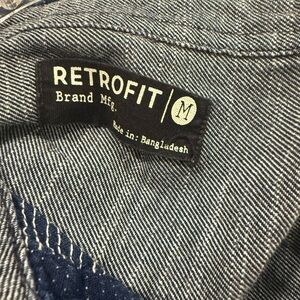 RETROFIT | M
Brand Mfg.
Made in: Bangladesh